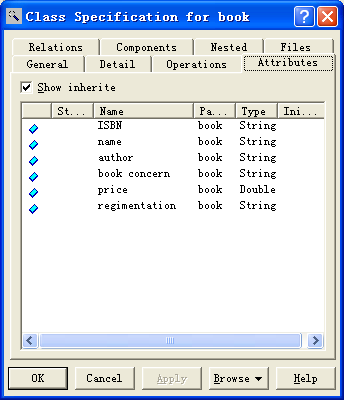 Class Specification for book
Relations Components Nested Files
General Detail Operations Attributes
Show inherite
St... Name Pa... Type Ini...
ISBN book String
name book String
author book String
book concern book String
price book Double
regimentation book String
OK Cancel Apply Browse Help